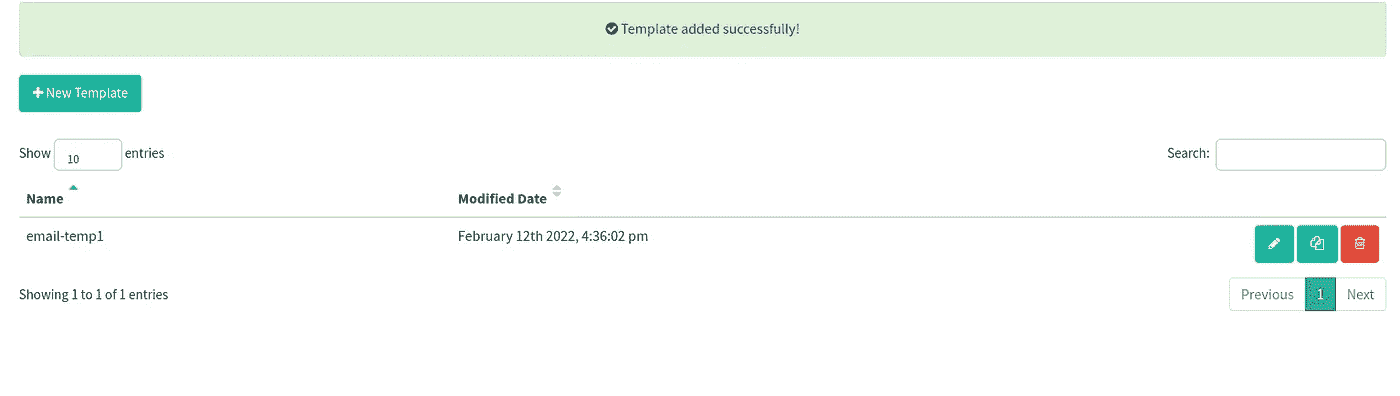 Template added successfully!
New Template
Show 10 entries
Search:
Name Modified Date
email-temp1 February 12th 2022, 4:36:02 pm
Showing 1 to 1 of 1 entries
Previous 1 Next